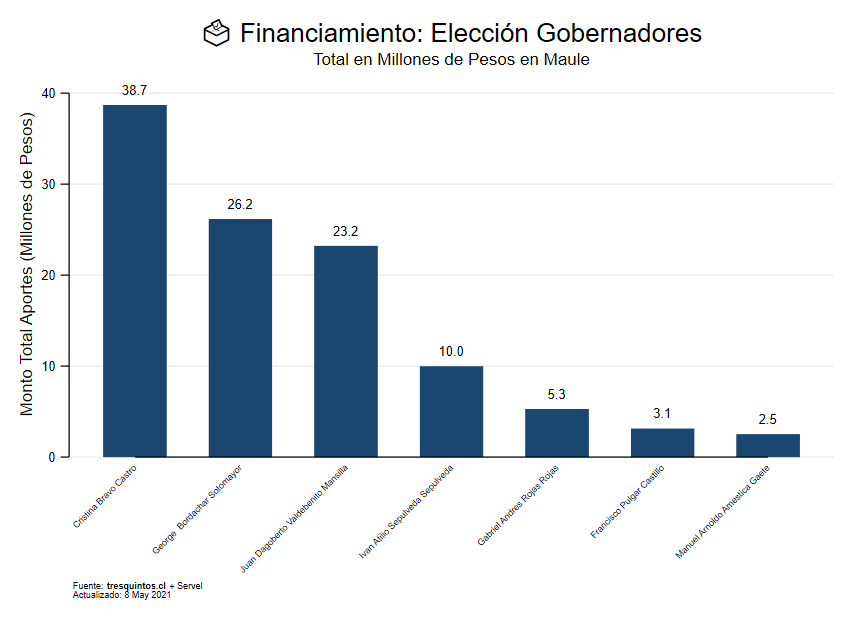 Financiamiento: Elección Gobernadores
Total en Millones de Pesos en Maule
Monto Total Aportes (Millones de Pesos)
40
30
20
10
0
38.7
26.2
23.2
10.0
5.3
3.1
2.5
Cristina Bravo Castro
George Bordachar Sotomayor
Juan Dagoberto Valdebenito Mansilla
Ivan Atilio Sepulveda Sepulveda
Gabriel Andres Rojas Rojas
Francisco Pulgar Castillo
Manuel Arnoldo Amestica Gaete
Fuente: tresquintos.cl + Servel
Actualizado: 8 May 2021